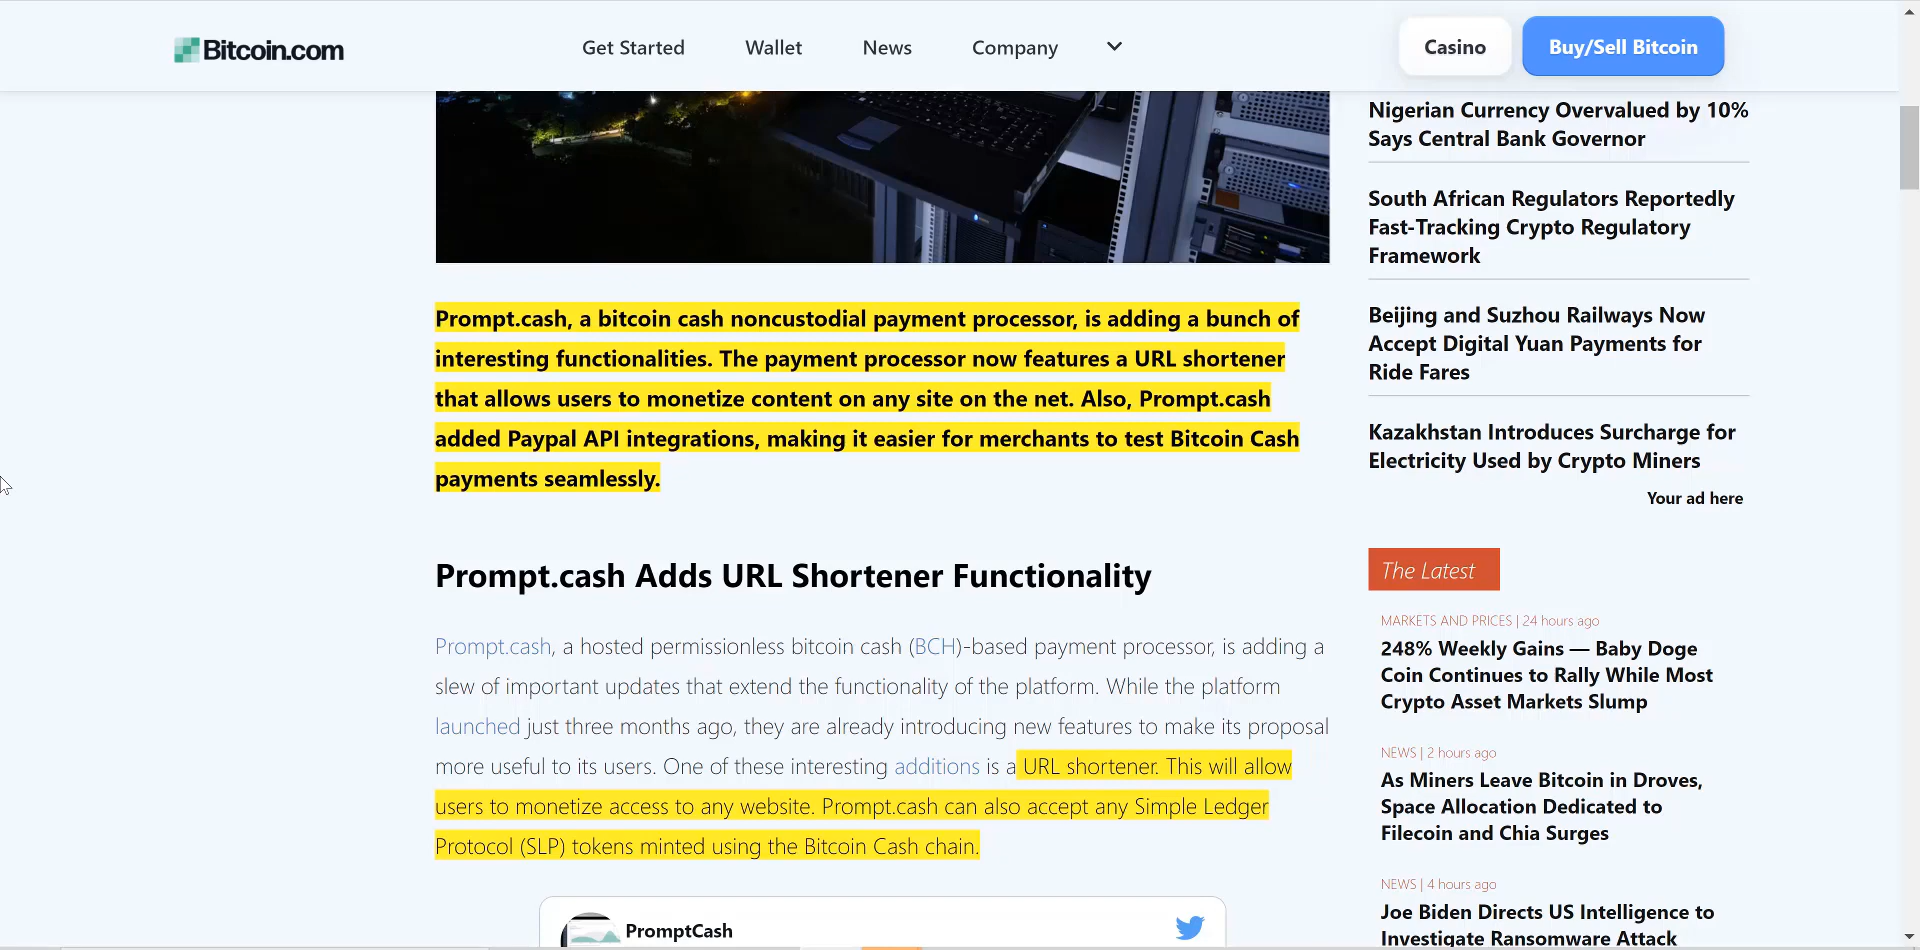 Bitcoin.com
Get Started
Wallet
News
Company
Casino
Buy/Sell Bitcoin
Prompt.cash, a bitcoin cash noncustodial payment processor, is adding a bunch of
interesting functionalities. The payment processor now features a URL shortener
that allows users to monetize content on any site on the net. Also, Prompt.cash
added Paypal API integrations, making it easier for merchants to test Bitcoin Cash
payments seamlessly.
Prompt.cash Adds URL Shortener Functionality
Prompt.cash, a hosted permissionless bitcoin cash (BCH)-based payment processor, is adding a
slew of important updates that extend the functionality of the platform. While the platform
launched just three months ago, they are already introducing new features to make its proposal
more useful to its users. One of these interesting additions is a URL shortener. This will allow
users to monetize access to any website. Prompt.cash can also accept any Simple Ledger
Protocol (SLP) tokens minted using the Bitcoin Cash chain.
PromptCash
Nigerian Currency Overvalued by 10%
Says Central Bank Governor
South African Regulators Reportedly
Fast-Tracking Crypto Regulatory
Framework
Beijing and Suzhou Railways Now
Accept Digital Yuan Payments for
Ride Fares
Kazakhstan Introduces Surcharge for
Electricity Used by Crypto Miners
Your ad here
The Latest
MARKETS AND PRICES | 24 hours ago
248% Weekly Gains — Baby Doge
Coin Continues to Rally While Most
Crypto Asset Markets Slump
NEWS | 2 hours ago
As Miners Leave Bitcoin in Droves,
Space Allocation Dedicated to
Filecoin and Chia Surges
NEWS | 4 hours ago
Joe Biden Directs US Intelligence to
Investigate Ransomware Attack